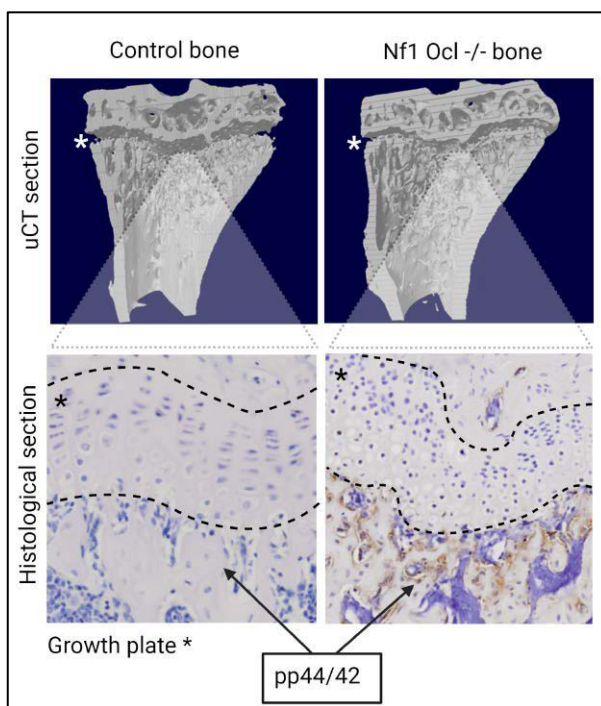 Control bone
Nf1 Ocl -/- bone
uCT section
*
*
Histological section
*
*
Growth plate *
pp44/42